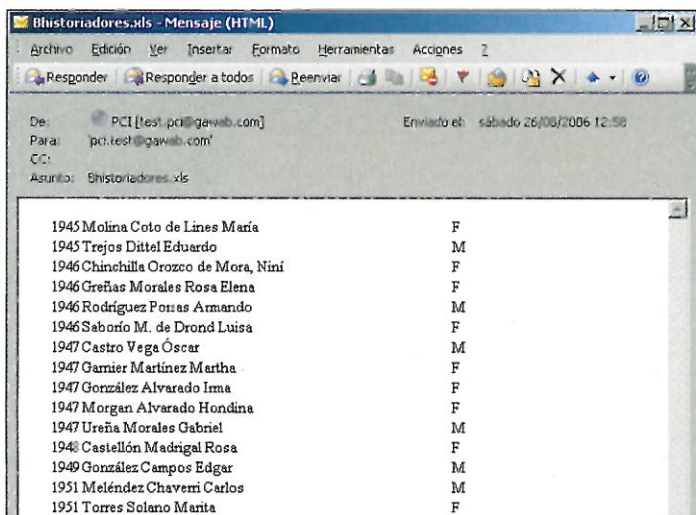 Bhistoriadores.xls - Mensaje (HTML)
Archivo Edición Ver Insertar Formato Herramientas Acciones ?
Responder Responder a todos Reenviar
De: PCI [test.pci@gawab.com] Enviado el: sábado 26/08/2006 12:58
Para: 'pci.test@gawab.com'
CC:
Asunto: Bhistoriadores.xls
1945 Molina Coto de Lines María F
1945 Trejos Dittel Eduardo M
1946 Chinchilla Orozco de Mora, Niní F
1946 Greñas Morales Rosa Elena F
1946 Rodríguez Porras Armando M
1946 Saborío M. de Drond Luisa F
1947 Castro Vega Óscar M
1947 Garnier Martínez Martha F
1947 González Alvarado Irma F
1947 Morgan Alvarado Hondina F
1947 Ureña Morales Gabriel M
1948 Castellón Madrigal Rosa F
1949 González Campos Edgar M
1951 Meléndez Chaverri Carlos M
1951 Torres Solano Marita F